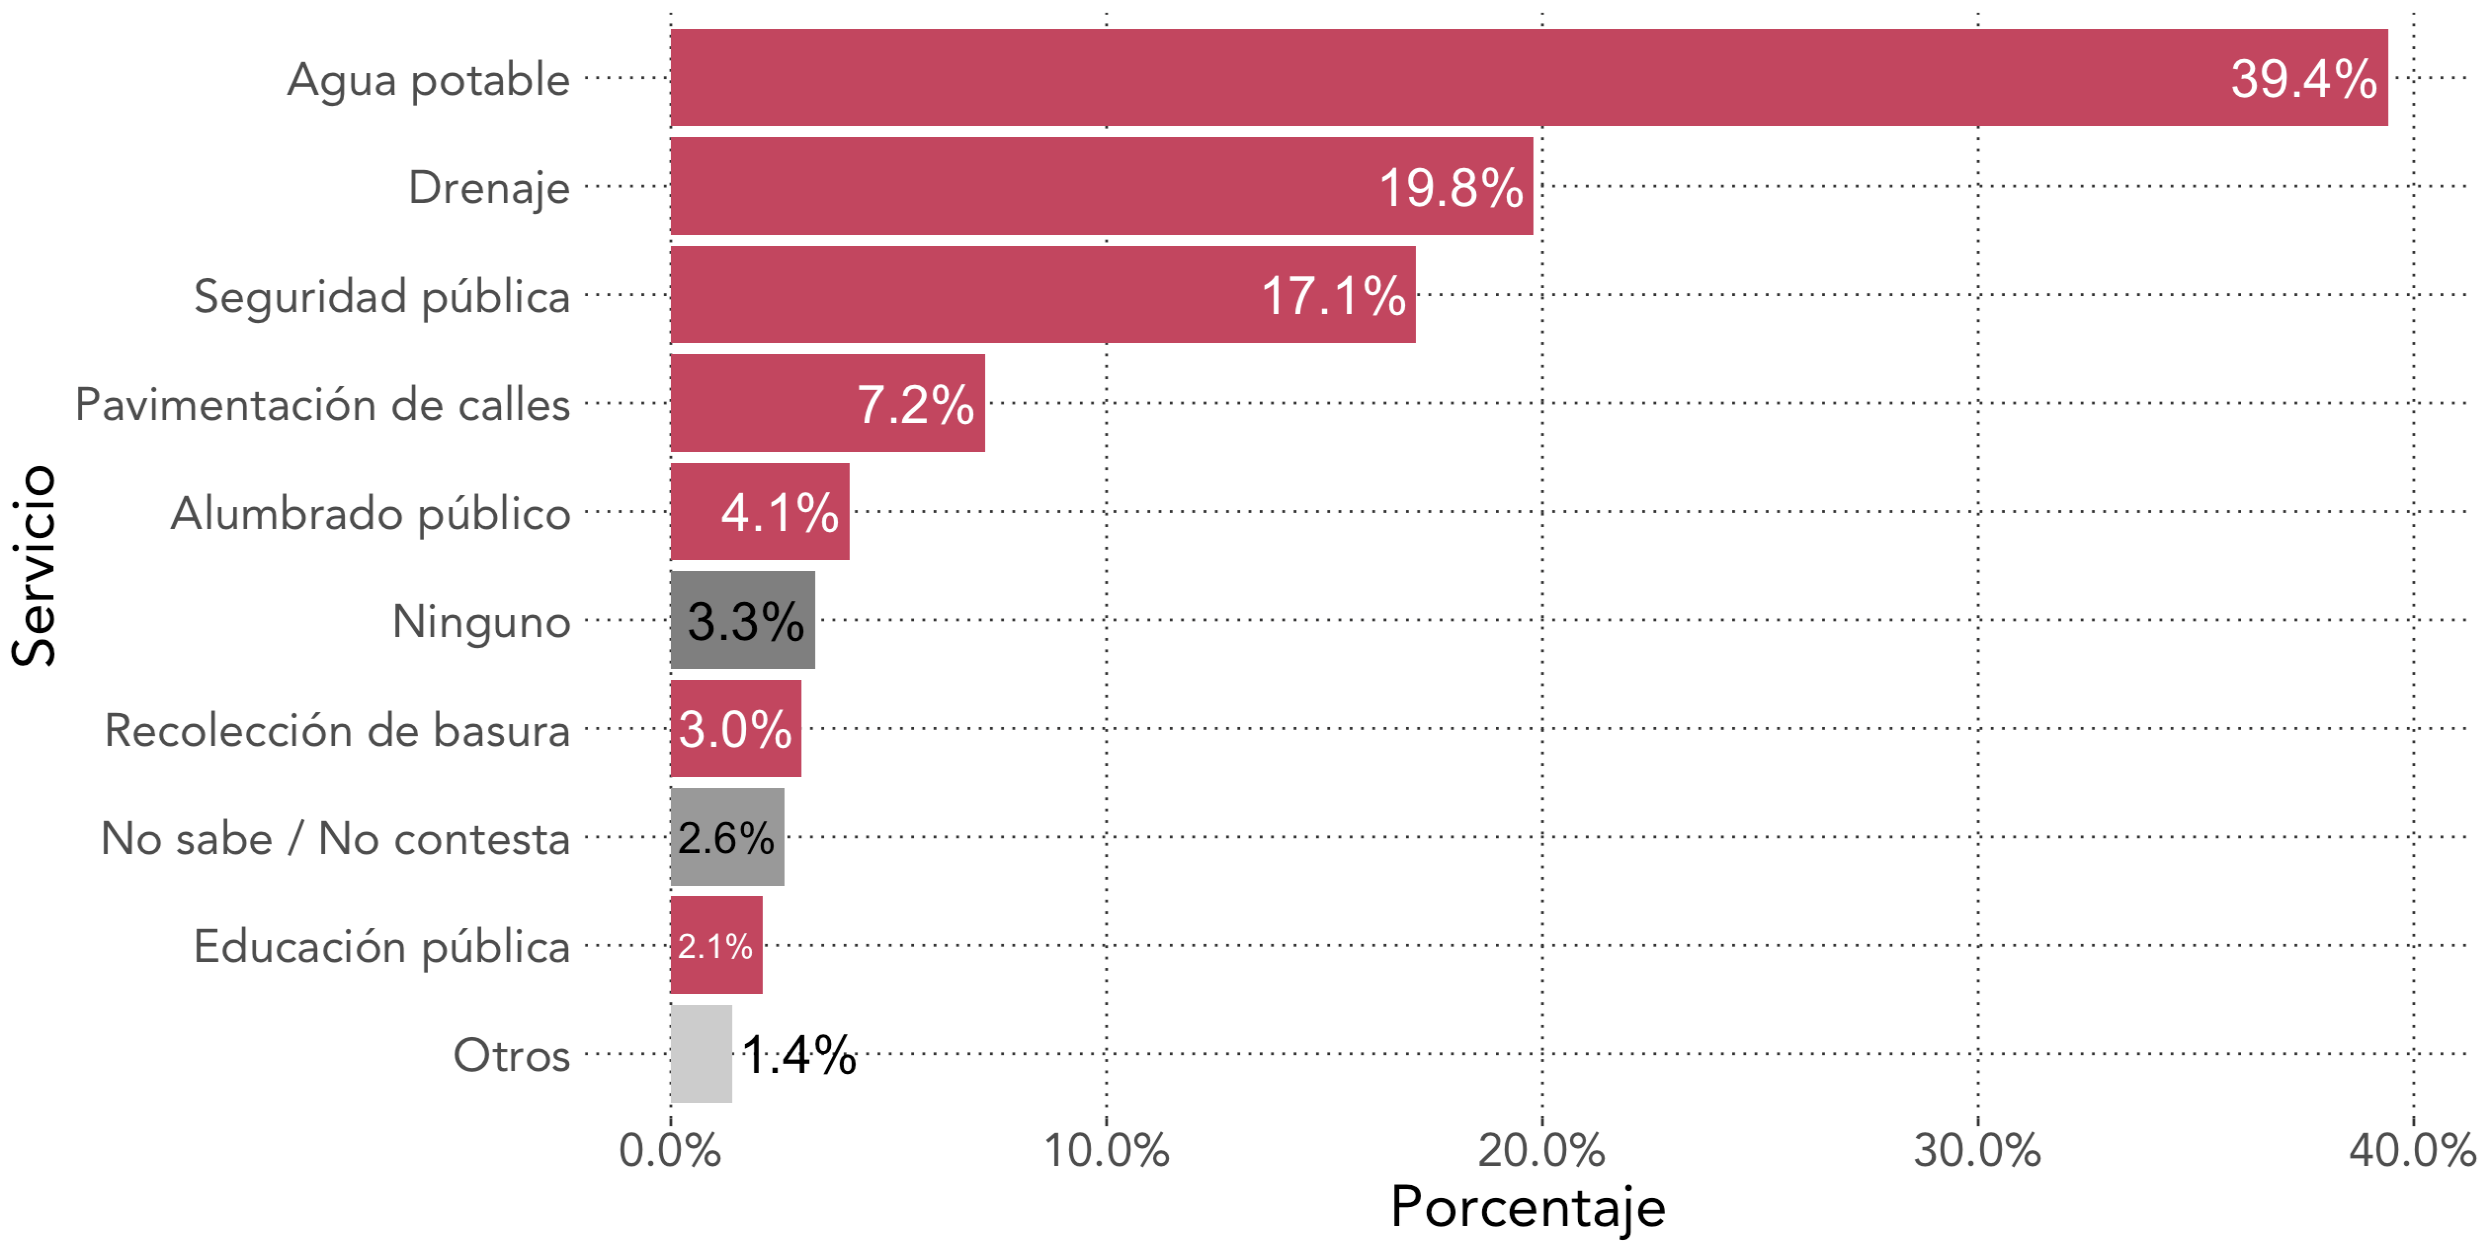 Servicio
Agua potable 39.4%
Drenaje 19.8%
Seguridad pública 17.1%
Pavimentación de calles 7.2%
Alumbrado público 4.1%
Ninguno 3.3%
Recolección de basura 3.0%
No sabe / No contesta 2.6%
Educación pública 2.1%
Otros 1.4%
0.0% 10.0% 20.0% 30.0% 40.0%
Porcentaje